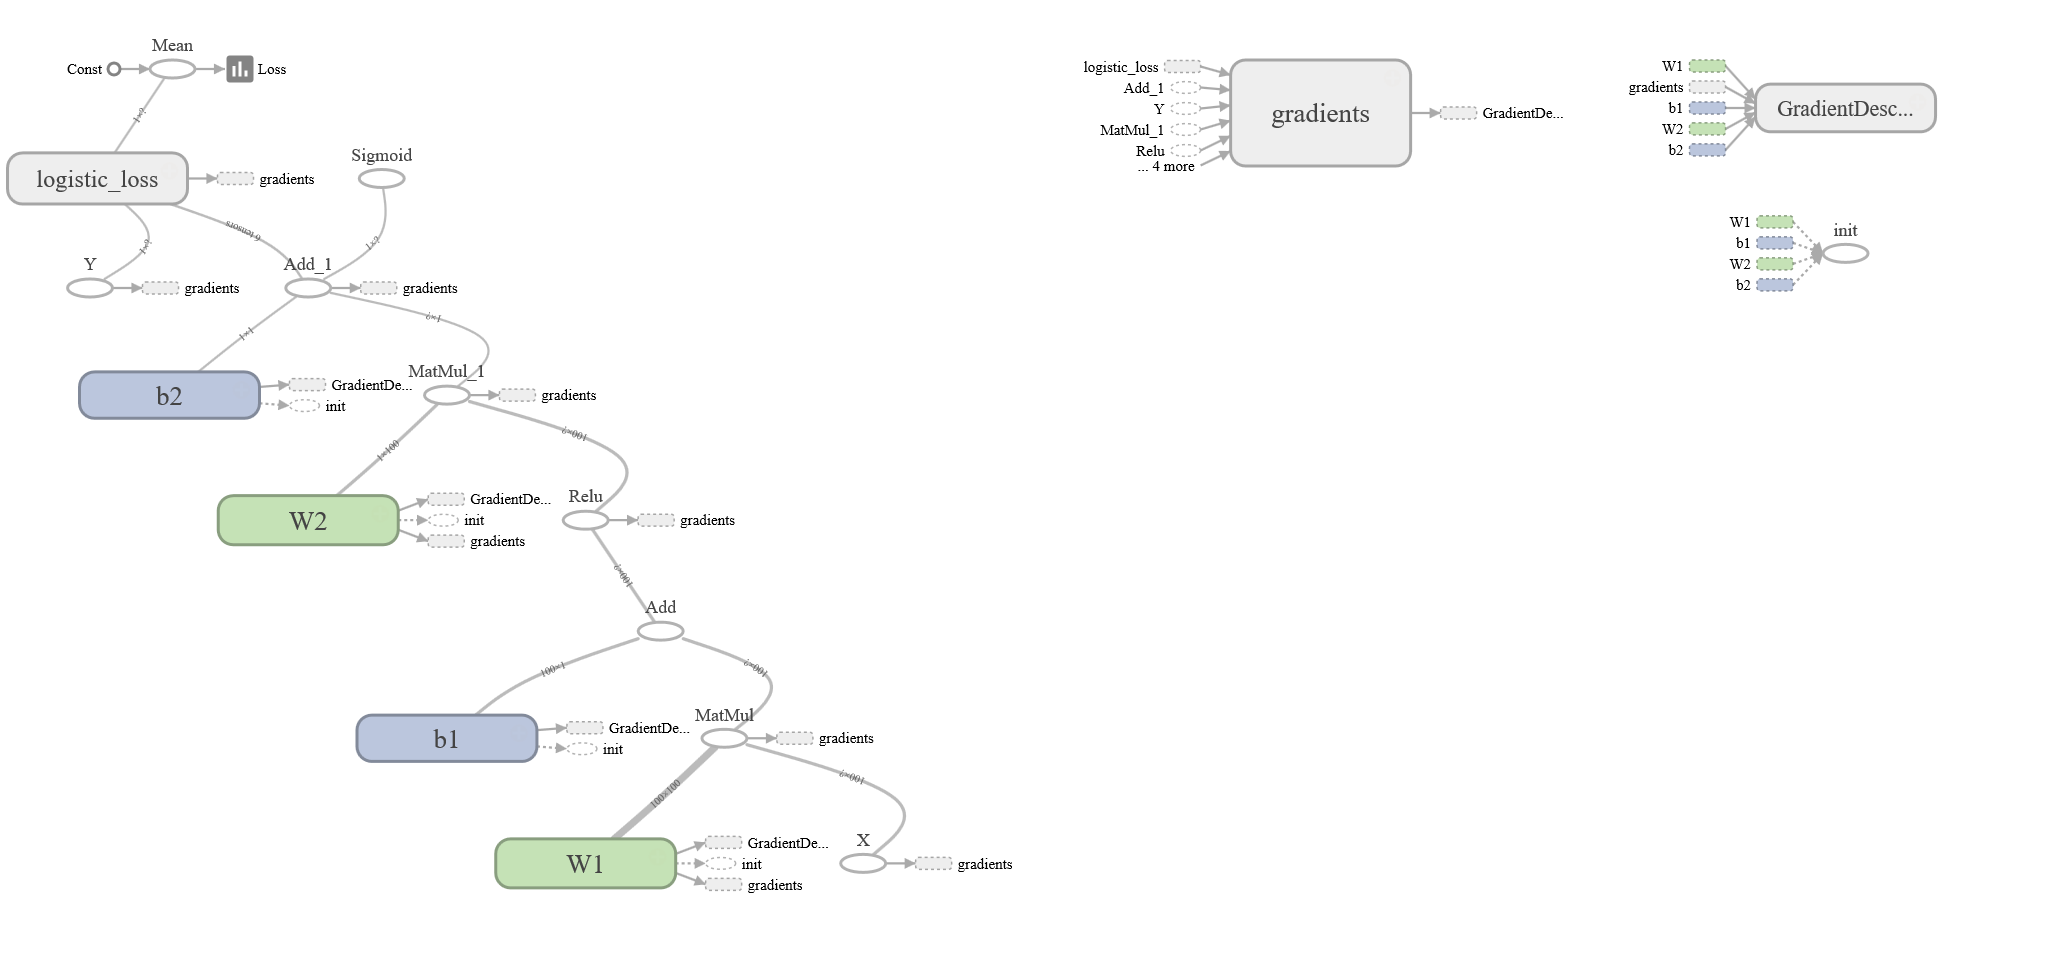 Mean
Const
Loss
1×?
logistic_loss
gradients
Sigmoid
1×?
6 tensors
1×?
Y
gradients
Add_1
gradients
1×1
1×?
b2
GradientDe...
init
MatMul_1
gradients
1×100
100×?
W2
GradientDe...
init
gradients
Relu
gradients
100×?
Add
100×1
100×?
b1
GradientDe...
init
MatMul
gradients
100×100
100×?
W1
GradientDe...
init
gradients
X
gradients
logistic_loss
Add_1
Y
MatMul_1
Relu
... 4 more
gradients
GradientDe...
W1
gradients
b1
W2
b2
GradientDesc...
W1
b1
W2
b2
init